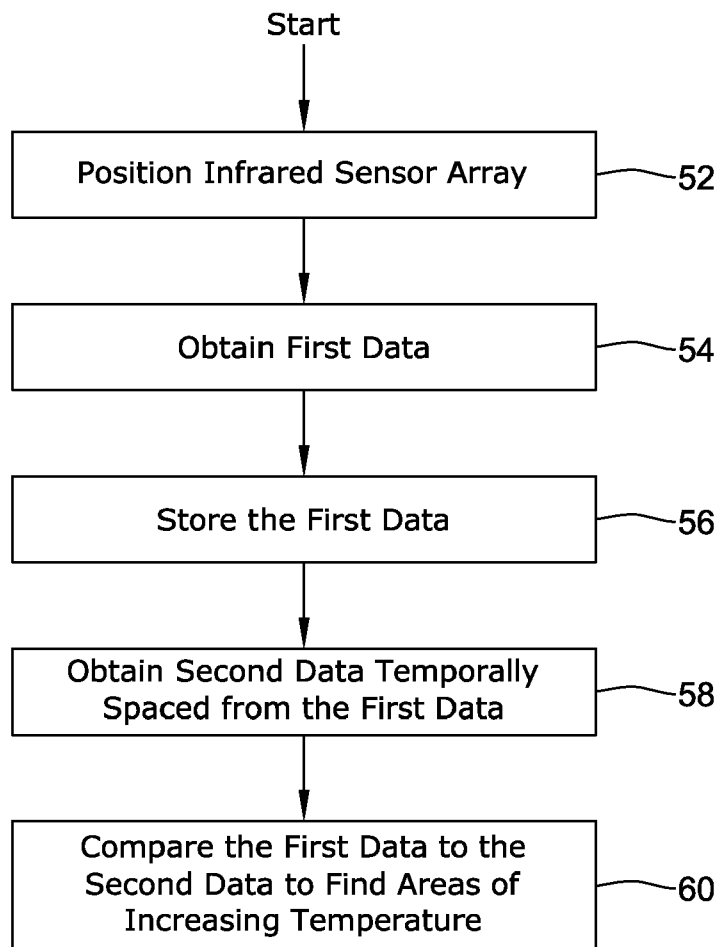 Start
Position Infrared Sensor Array
52
Obtain First Data
54
Store the First Data
56
Obtain Second Data Temporally
Spaced from the First Data
58
Compare the First Data to the
Second Data to Find Areas of
Increasing Temperature
60